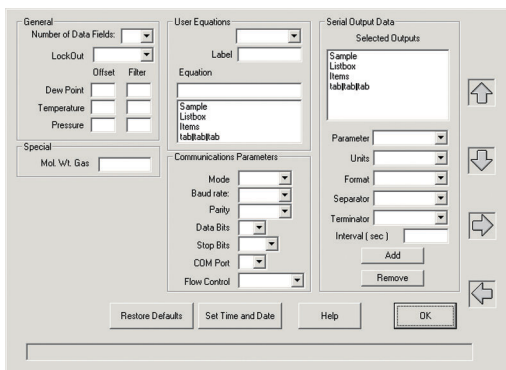 General
Number of Data Fields:
LockOut
Offset Filter
Dew Point
Temperature
Pressure
Special
Mol. Wt. Gas
User Equations
Label
Equation
Sample
Listbox
Items
tab|tab|tab
Communications Parameters
Mode
Baud rate:
Parity
Data Bits
Stop Bits
COM Port
Flow Control
Serial Output Data
Selected Outputs
Sample
Listbox
Items
tab|tab|tab
Parameter
Units
Format
Separator
Terminator
Interval ( sec )
Add
Remove
Restore Defaults
Set Time and Date
Help
OK